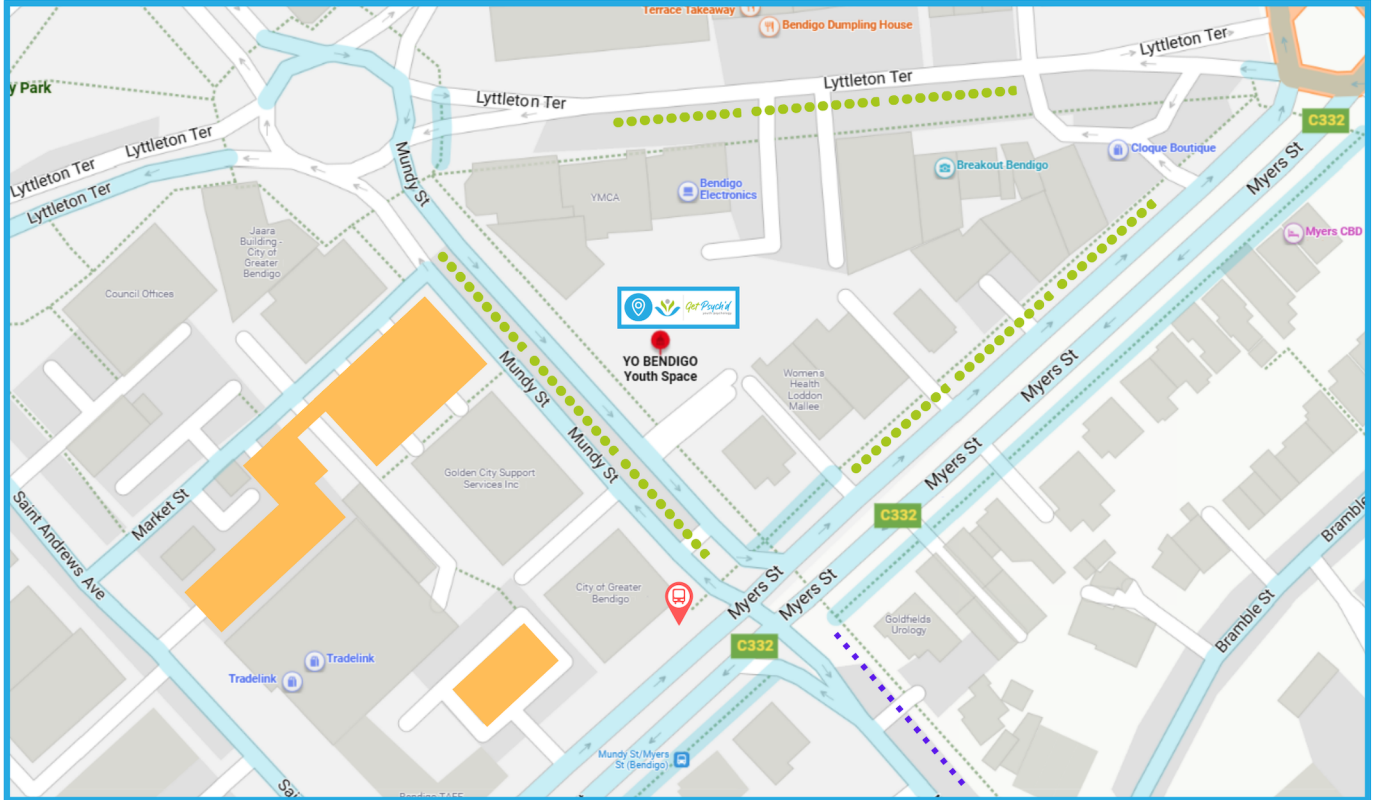 Terrace Takeaway
Bendigo Dumpling House
Lyttleton Ter
Lyttleton Ter
Lyttleton Ter
y Park
C332
Lyttleton Ter
Lyttleton Ter
Lyttleton Ter
Mundy St
Cloque Boutique
Breakout Bendigo
Myers St
YMCA
Bendigo
Electronics
Jaara
Building -
City of
Greater
Bendigo
Myers CBD
Council Offices
Get Psych'd
YO BENDIGO
Youth Space
Mundy St
Women's
Health
Loddon
Mallee
Myers St
Mundy St
Golden City Support
Services Inc
Myers St
Market St
Saint Andrews Ave
C332
Bramble
City of Greater
Bendigo
Myers St
Myers St
Goldfields
Urology
Bramble St
C332
Tradelink
Tradelink
Mundy St/Myers
St (Bendigo)
Sai
Bendigo TAFE